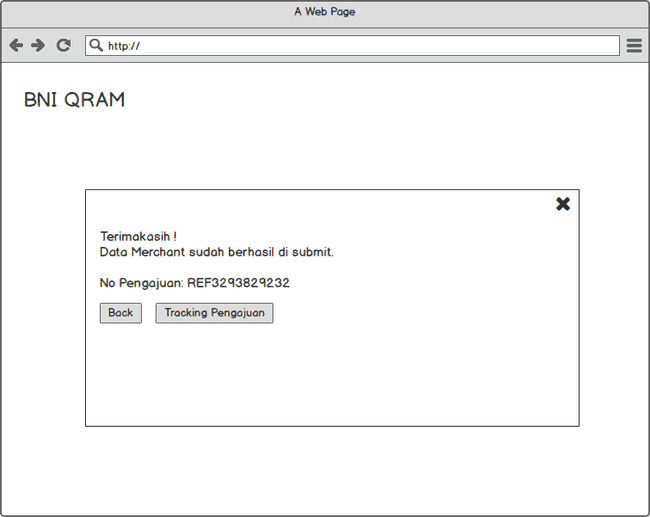 A Web Page
http://
BNI QRAM
Terimakasih !
Data Merchant sudah berhasil di submit.
No Pengajuan: REF3293829232
Back
Tracking Pengajuan